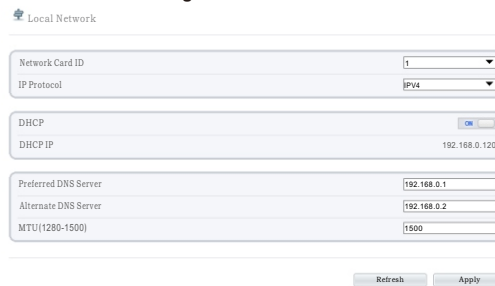 Local Network
Network Card ID 1
IP Protocol IPV4
DHCP ON
DHCP IP 192.168.0.120
Preferred DNS Server 192.168.0.1
Alternate DNS Server 192.168.0.2
MTU(1280-1500) 1500
Refresh Apply